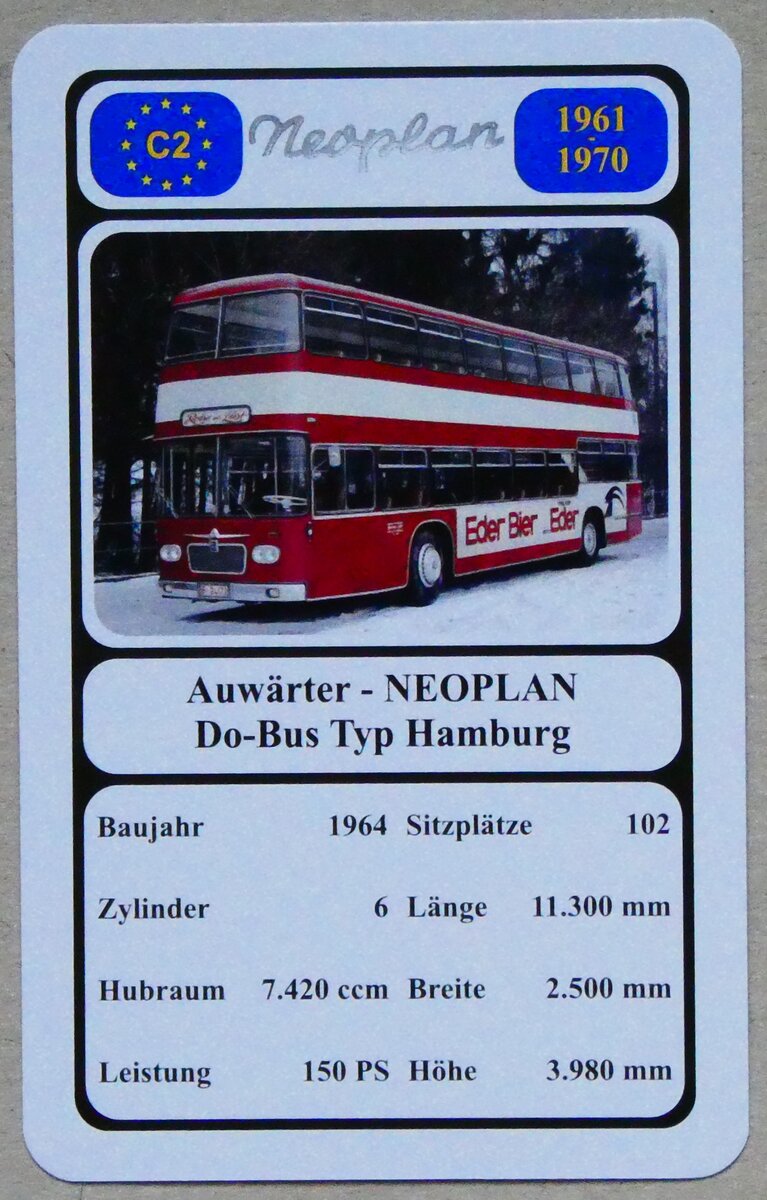 C2
Neoplan
1961
-
1970
Eder Bier Eder
Auwärter - NEOPLAN
Do-Bus Typ Hamburg
Baujahr 1964 Sitzplätze 102
Zylinder 6 Länge 11.300 mm
Hubraum 7.420 ccm Breite 2.500 mm
Leistung 150 PS Höhe 3.980 mm